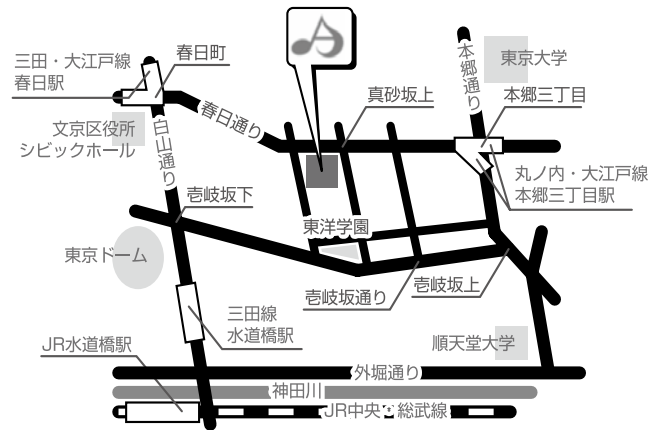 三田・大江戸線
春日駅
春日町
本郷通り
東京大学
真砂坂上
本郷三丁目
春日通り
文京区役所
シビックホール
白山通り
丸ノ内・大江戸線
本郷三丁目駅
壱岐坂下
東洋学園
東京ドーム
壱岐坂通り
壱岐坂上
三田線
水道橋駅
順天堂大学
JR水道橋駅
外堀通り
神田川
JR中央・総武線